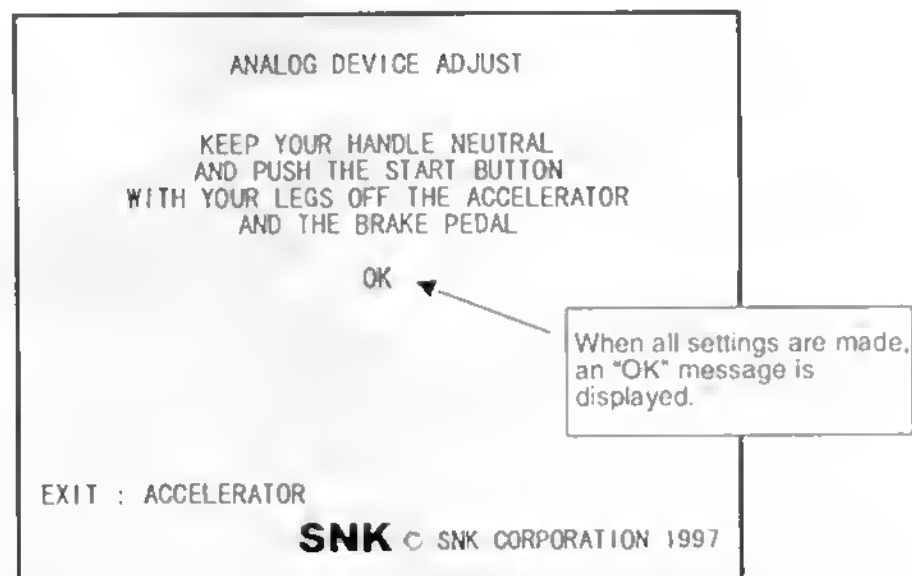 ANALOG DEVICE ADJUST
KEEP YOUR HANDLE NEUTRAL
AND PUSH THE START BUTTON
WITH YOUR LEGS OFF THE ACCELERATOR
AND THE BRAKE PEDAL
OK
When all settings are made,
an "OK" message is
displayed.
EXIT : ACCELERATOR
SNK © SNK CORPORATION 1997